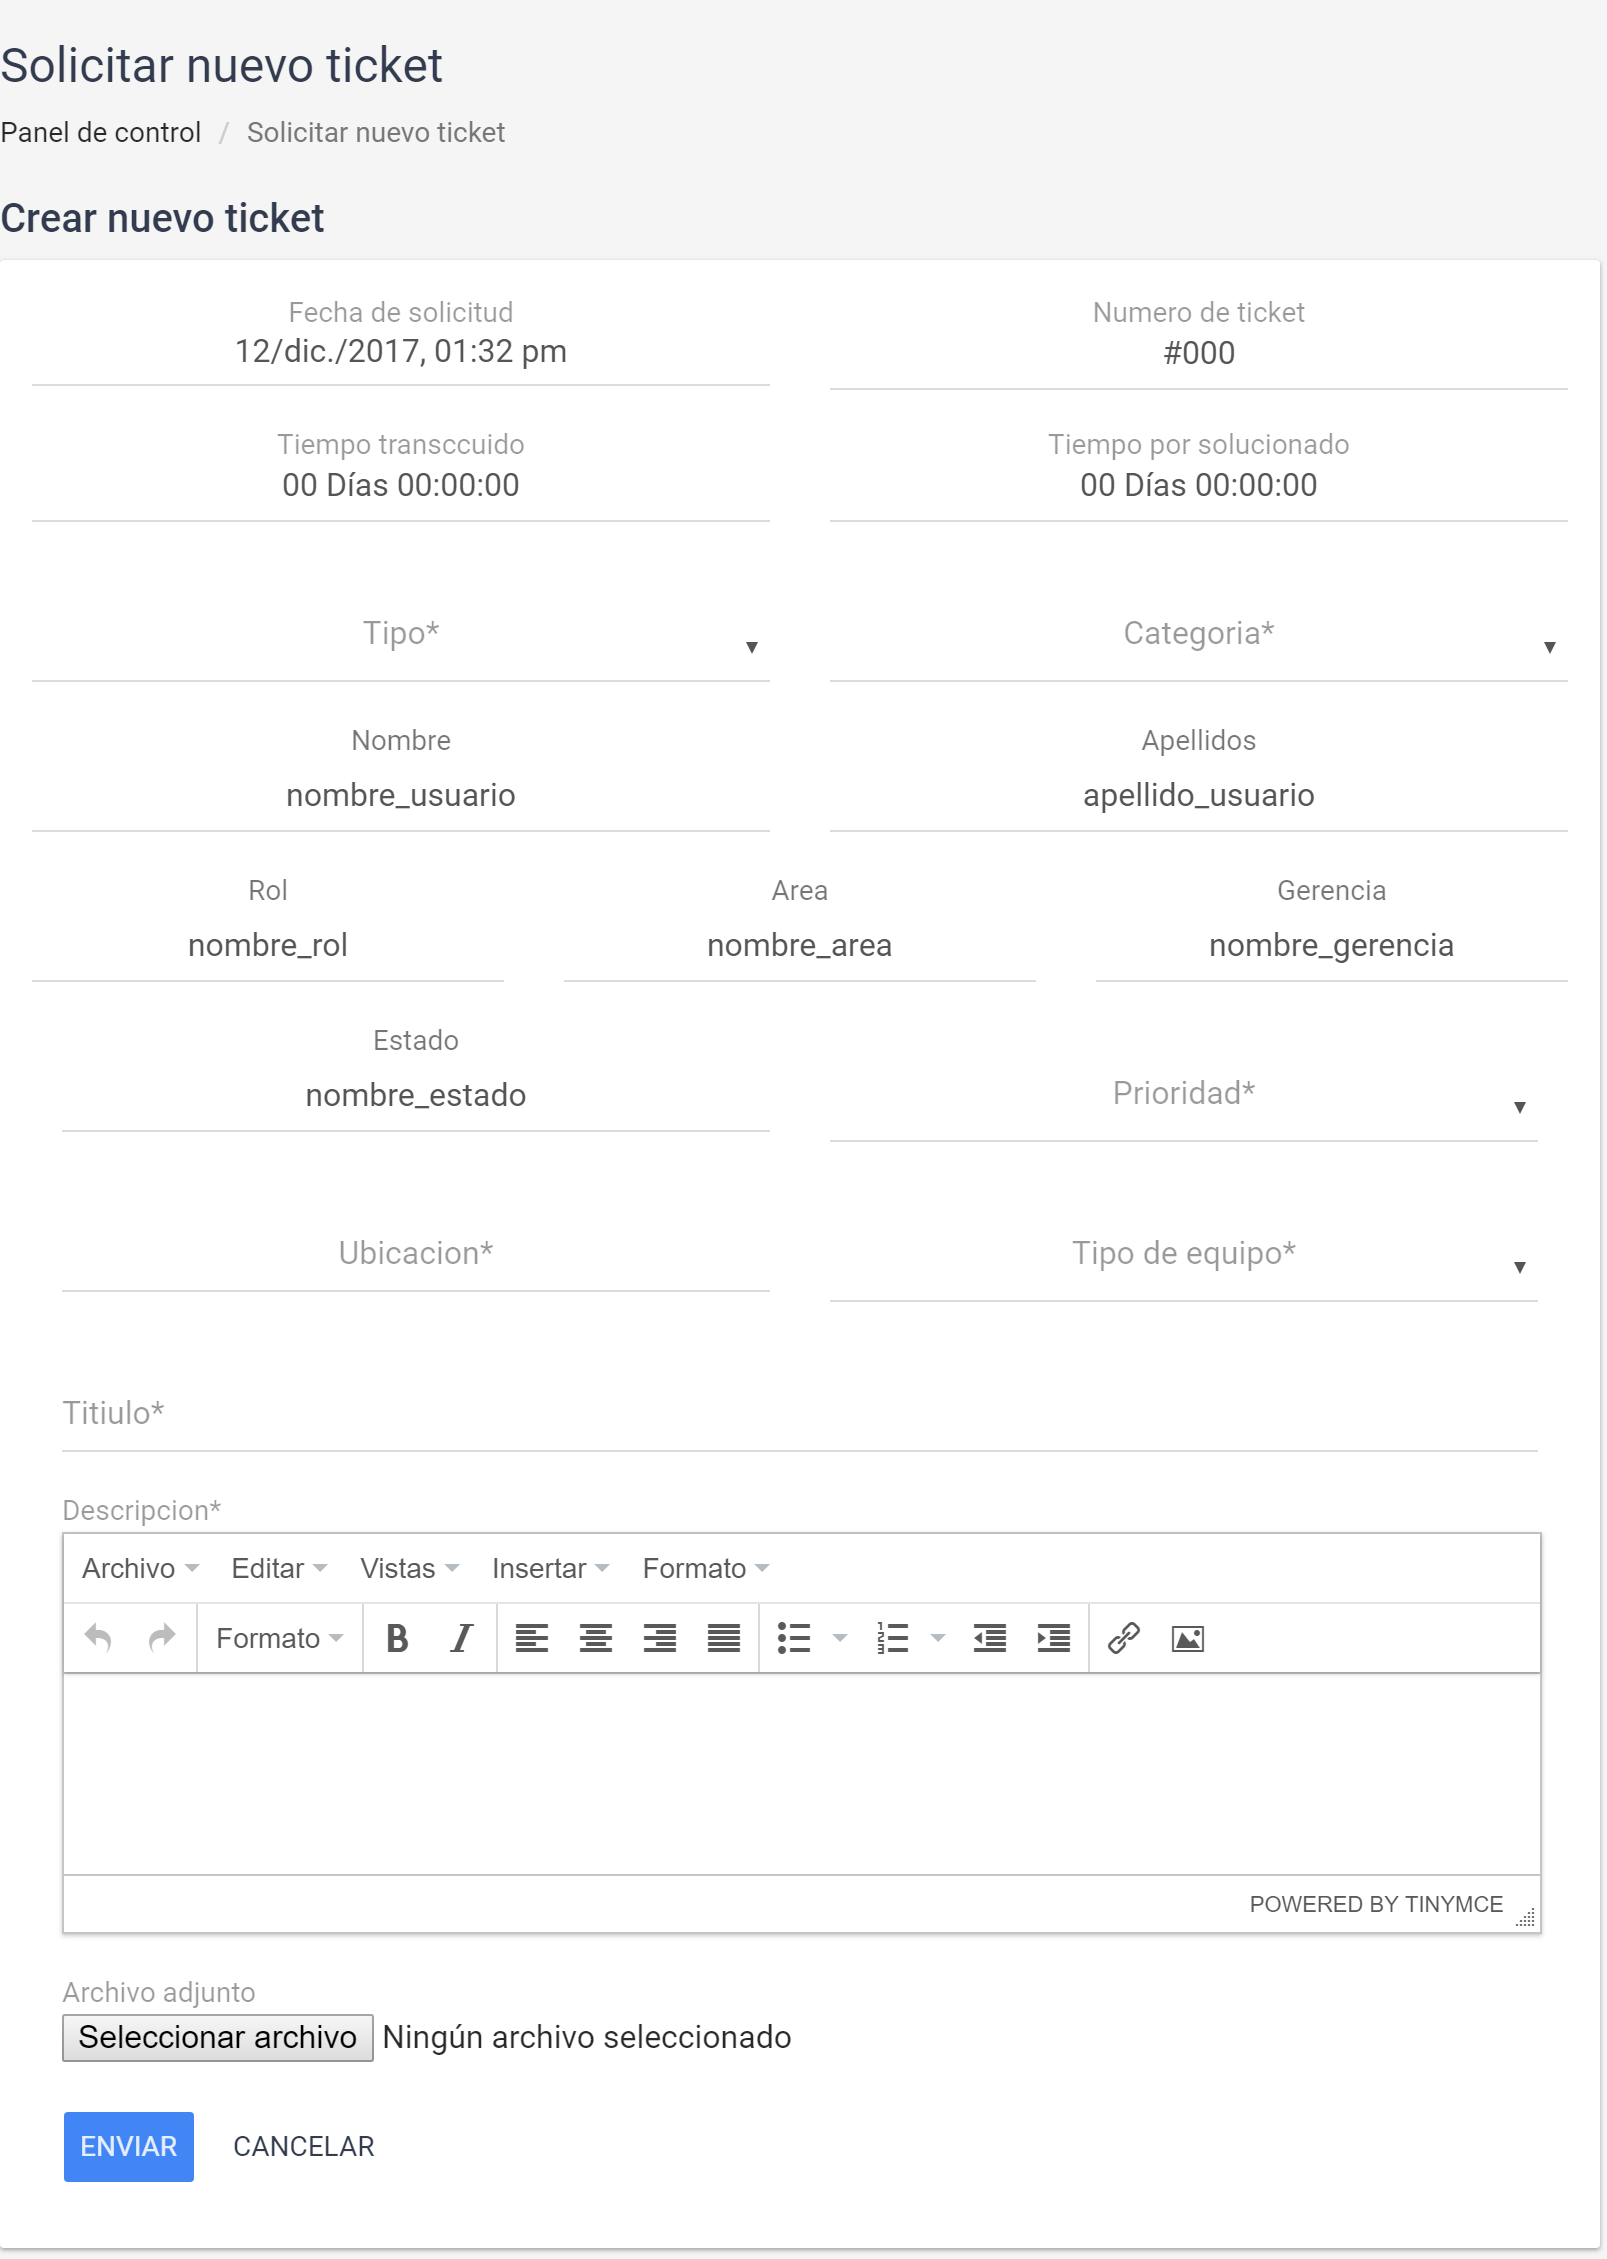 Solicitar nuevo ticket
Panel de control / Solicitar nuevo ticket
Crear nuevo ticket
Fecha de solicitud
12/dic./2017, 01:32 pm
Numero de ticket
#000
Tiempo transccuido
00 Días 00:00:00
Tiempo por solucionado
00 Días 00:00:00
Tipo*
Categoria*
Nombre
nombre_usuario
Apellidos
apellido_usuario
Rol
nombre_rol
Area
nombre_area
Gerencia
nombre_gerencia
Estado
nombre_estado
Prioridad*
Ubicacion*
Tipo de equipo*
Titiulo*
Descripcion*
Archivo Editar Vistas Insertar Formato
Formato B I
POWERED BY TINYMCE
Archivo adjunto
Seleccionar archivo Ningún archivo seleccionado
ENVIAR CANCELAR